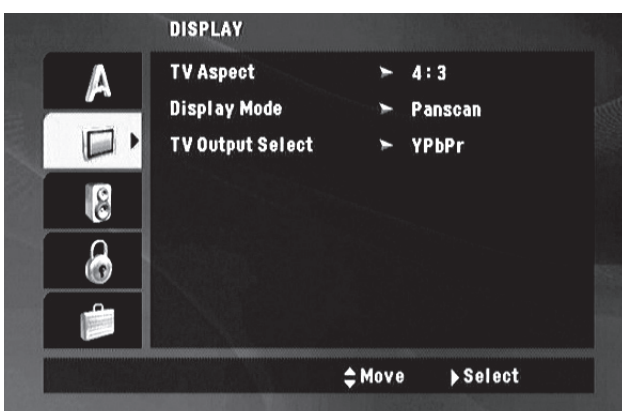 DISPLAY
A
TV Aspect ➤ 4:3
Display Mode ➤ Panscan
TV Output Select ➤ YPbPr
Move Select